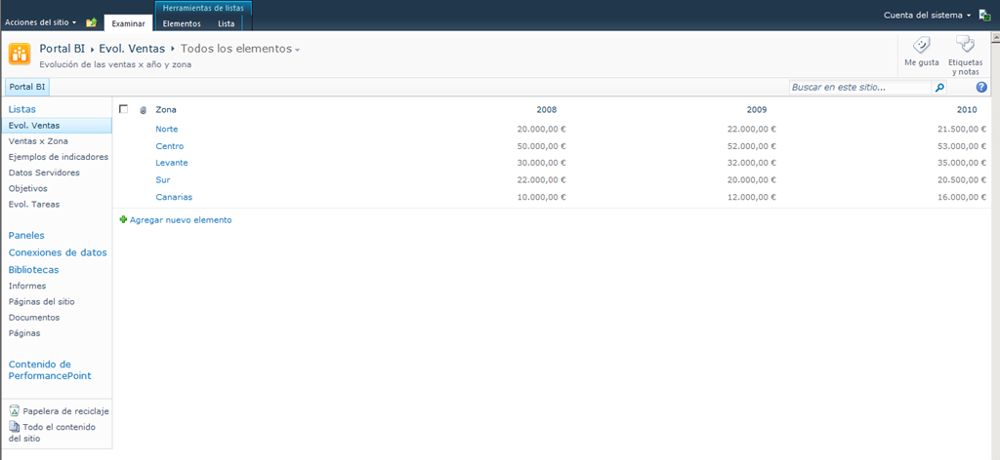 Herramientas de listas
Acciones del sitio Examinar Elementos Lista Cuenta del sistema
Portal BI Evol. Ventas Todos los elementos
Evolución de las ventas x año y zona
Me gusta
Etiquetas
y notas
Portal BI Buscar en este sitio...
Listas
Evol. Ventas
Ventas x Zona
Ejemplos de indicadores
Datos Servidores
Objetivos
Evol. Tareas
Paneles
Conexiones de datos
Bibliotecas
Informes
Páginas del sitio
Documentos
Páginas
Contenido de
PerformancePoint
Papelera de reciclaje
Todo el contenido
del sitio
Zona 2008 2009 2010
Norte 20.000,00 € 22.000,00 € 21.500,00 €
Centro 50.000,00 € 52.000,00 € 53.000,00 €
Levante 30.000,00 € 32.000,00 € 35.000,00 €
Sur 22.000,00 € 20.000,00 € 20.500,00 €
Canarias 10.000,00 € 12.000,00 € 16.000,00 €
Agregar nuevo elemento